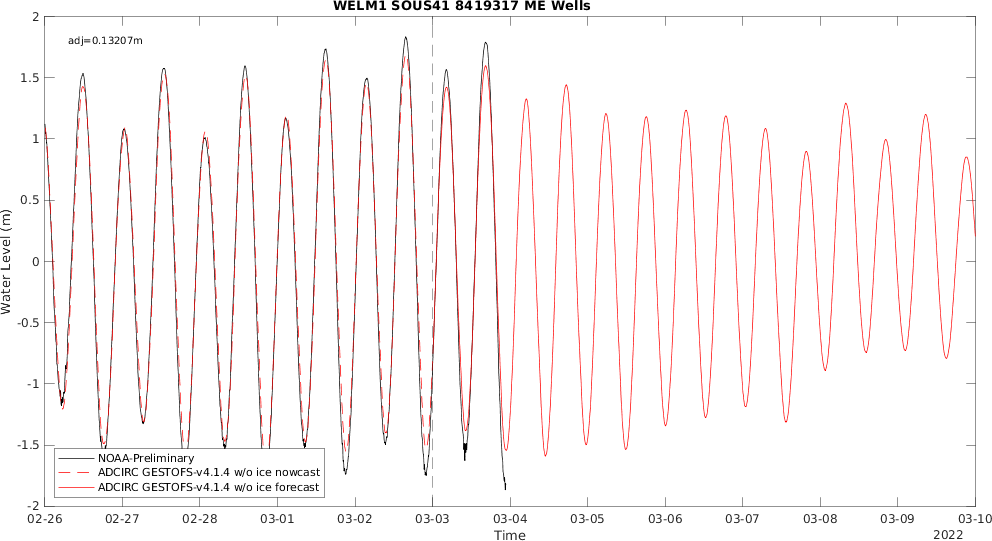 WELM1 SOUS41 8419317 ME Wells
adj=0.13207m
Water Level (m)
2
1.5
1
0.5
0
-0.5
-1
-1.5
-2
NOAA-Preliminary
ADCIRC GESTOFS-v4.1.4 w/o ice nowcast
ADCIRC GESTOFS-v4.1.4 w/o ice forecast
02-26 02-27 02-28 03-01 03-02 03-03 03-04 03-05 03-06 03-07 03-08 03-09 03-10
Time
2022